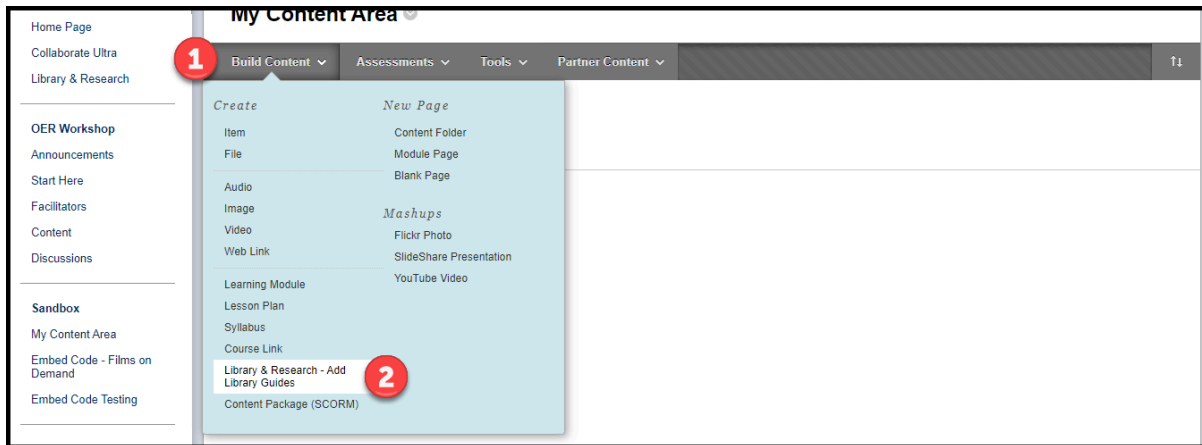 Home Page
Collaborate Ultra
Library & Research
OER Workshop
Announcements
Start Here
Facilitators
Content
Discussions
Sandbox
My Content Area
Embed Code - Films on
Demand
Embed Code Testing
My Content Area
1
Build Content
Assessments
Tools
Partner Content
Create
Item
File
Audio
Image
Video
Web Link
Learning Module
Lesson Plan
Syllabus
Course Link
Library & Research - Add
Library Guides
2
Content Package (SCORM)
New Page
Content Folder
Module Page
Blank Page
Mashups
Flickr Photo
SlideShare Presentation
YouTube Video